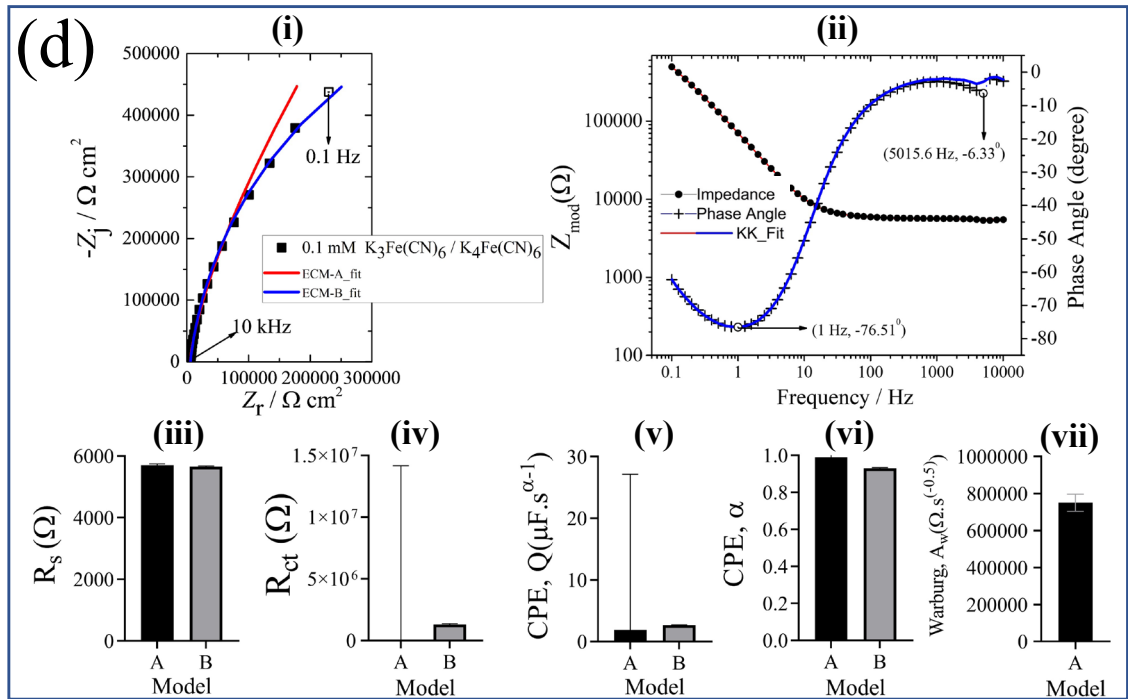 (d)
(i)
500000
400000
300000
200000
100000
0
0
100000
200000
300000
-Zj / Ω cm²
Zr / Ω cm²
0.1 Hz
0.1 mM K₃Fe(CN)₆ / K₄Fe(CN)₆
ECM-A_fit
ECM-B_fit
10 kHz
(ii)
100000
10000
1000
100
Zmod(Ω)
0
-10
-20
-30
-40
-50
-60
-70
-80
Phase Angle (degree)
(5015.6 Hz, -6.33⁰)
Impedance
Phase Angle
KK_Fit
(1 Hz, -76.51⁰)
0.1
1
10
100
1000
10000
Frequency / Hz
(iii)
6000
4000
2000
0
Rs (Ω)
A B
Model
(iv)
1.5×10⁷
1×10⁷
5×10⁶
0
Rct (Ω)
A B
Model
(v)
30
20
10
0
CPE, Q(μF.s^α-1)
A B
Model
(vi)
1.0
0.8
0.6
0.4
0.2
0.0
CPE, α
A B
Model
(vii)
1000000
800000
600000
400000
200000
0
Warburg, Aw(Ω.s^(-0.5))
A
Model